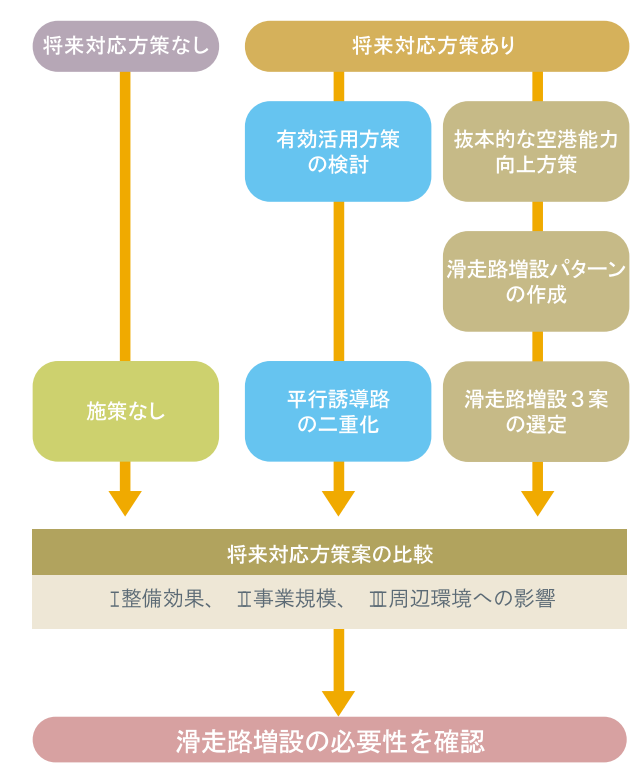 将来対応方策なし
将来対応方策あり
有効活用方策
の検討
抜本的な空港能力
向上方策
滑走路増設パターン
の作成
施策なし
平行誘導路
の二重化
滑走路増設3案
の選定
将来対応方策案の比較
Ⅰ整備効果、 Ⅱ事業規模、 Ⅲ周辺環境への影響
滑走路増設の必要性を確認